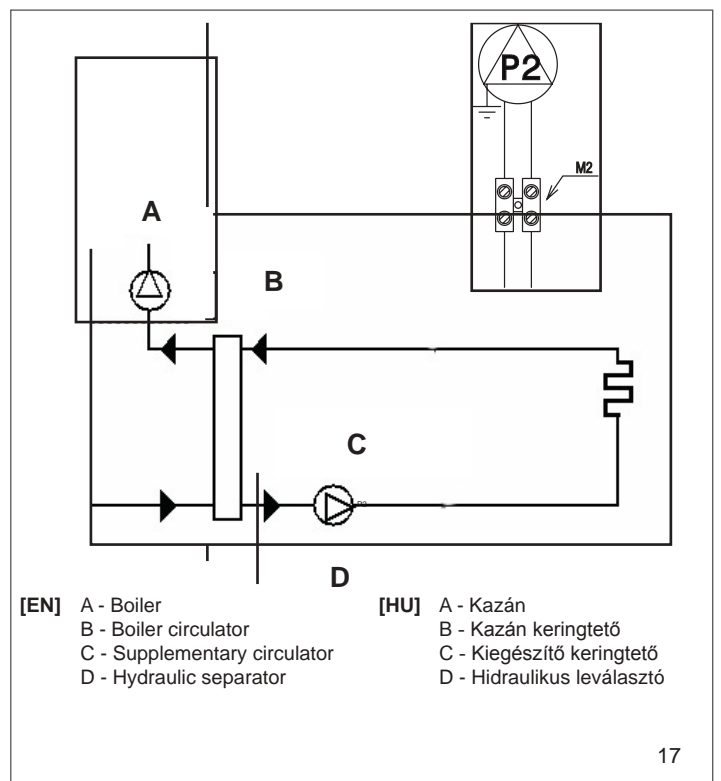 P2
M2
A
B
C
D
[EN] A - Boiler
B - Boiler circulator
C - Supplementary circulator
D - Hydraulic separator
[HU] A - Kazán
B - Kazán keringtető
C - Kiegészítő keringtető
D - Hidraulikus leválasztó
17